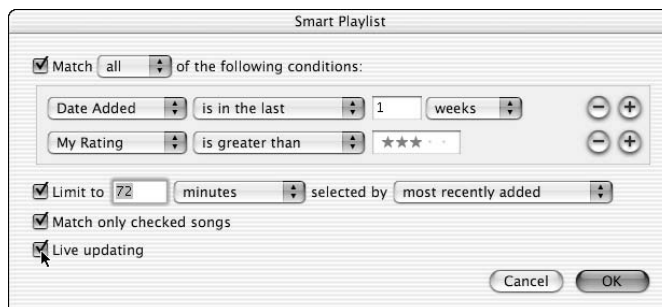 Smart Playlist
Match all of the following conditions:
Date Added is in the last 1 weeks
My Rating is greater than ★★★
Limit to 72 minutes selected by most recently added
Match only checked songs
Live updating
Cancel OK